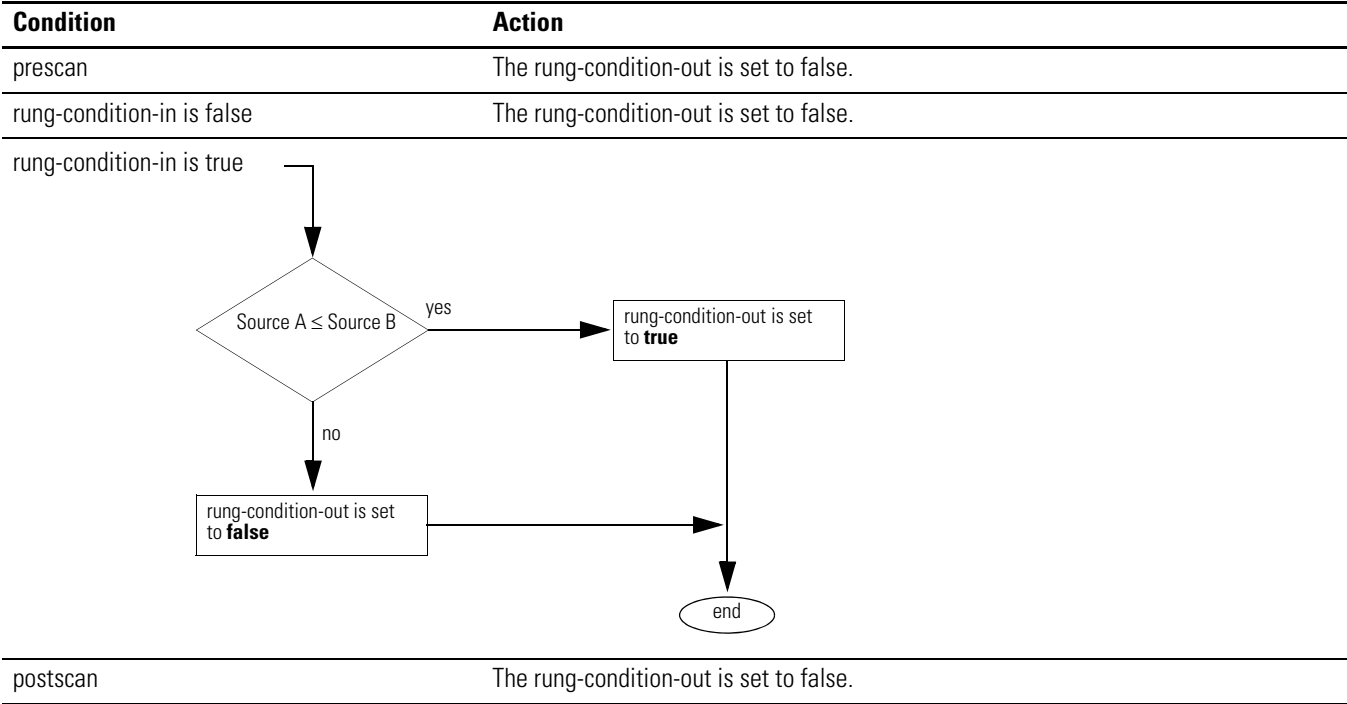 Condition Action
prescan The rung-condition-out is set to false.
rung-condition-in is false The rung-condition-out is set to false.
rung-condition-in is true
Source A ≤ Source B
yes
rung-condition-out is set
to true
no
rung-condition-out is set
to false
end
postscan The rung-condition-out is set to false.